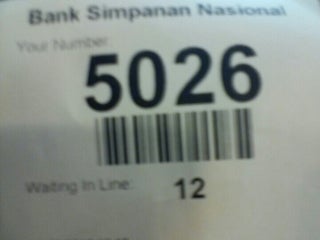 Bank Simpanan Nasional
Your Number
5026
Waiting In Line: 12